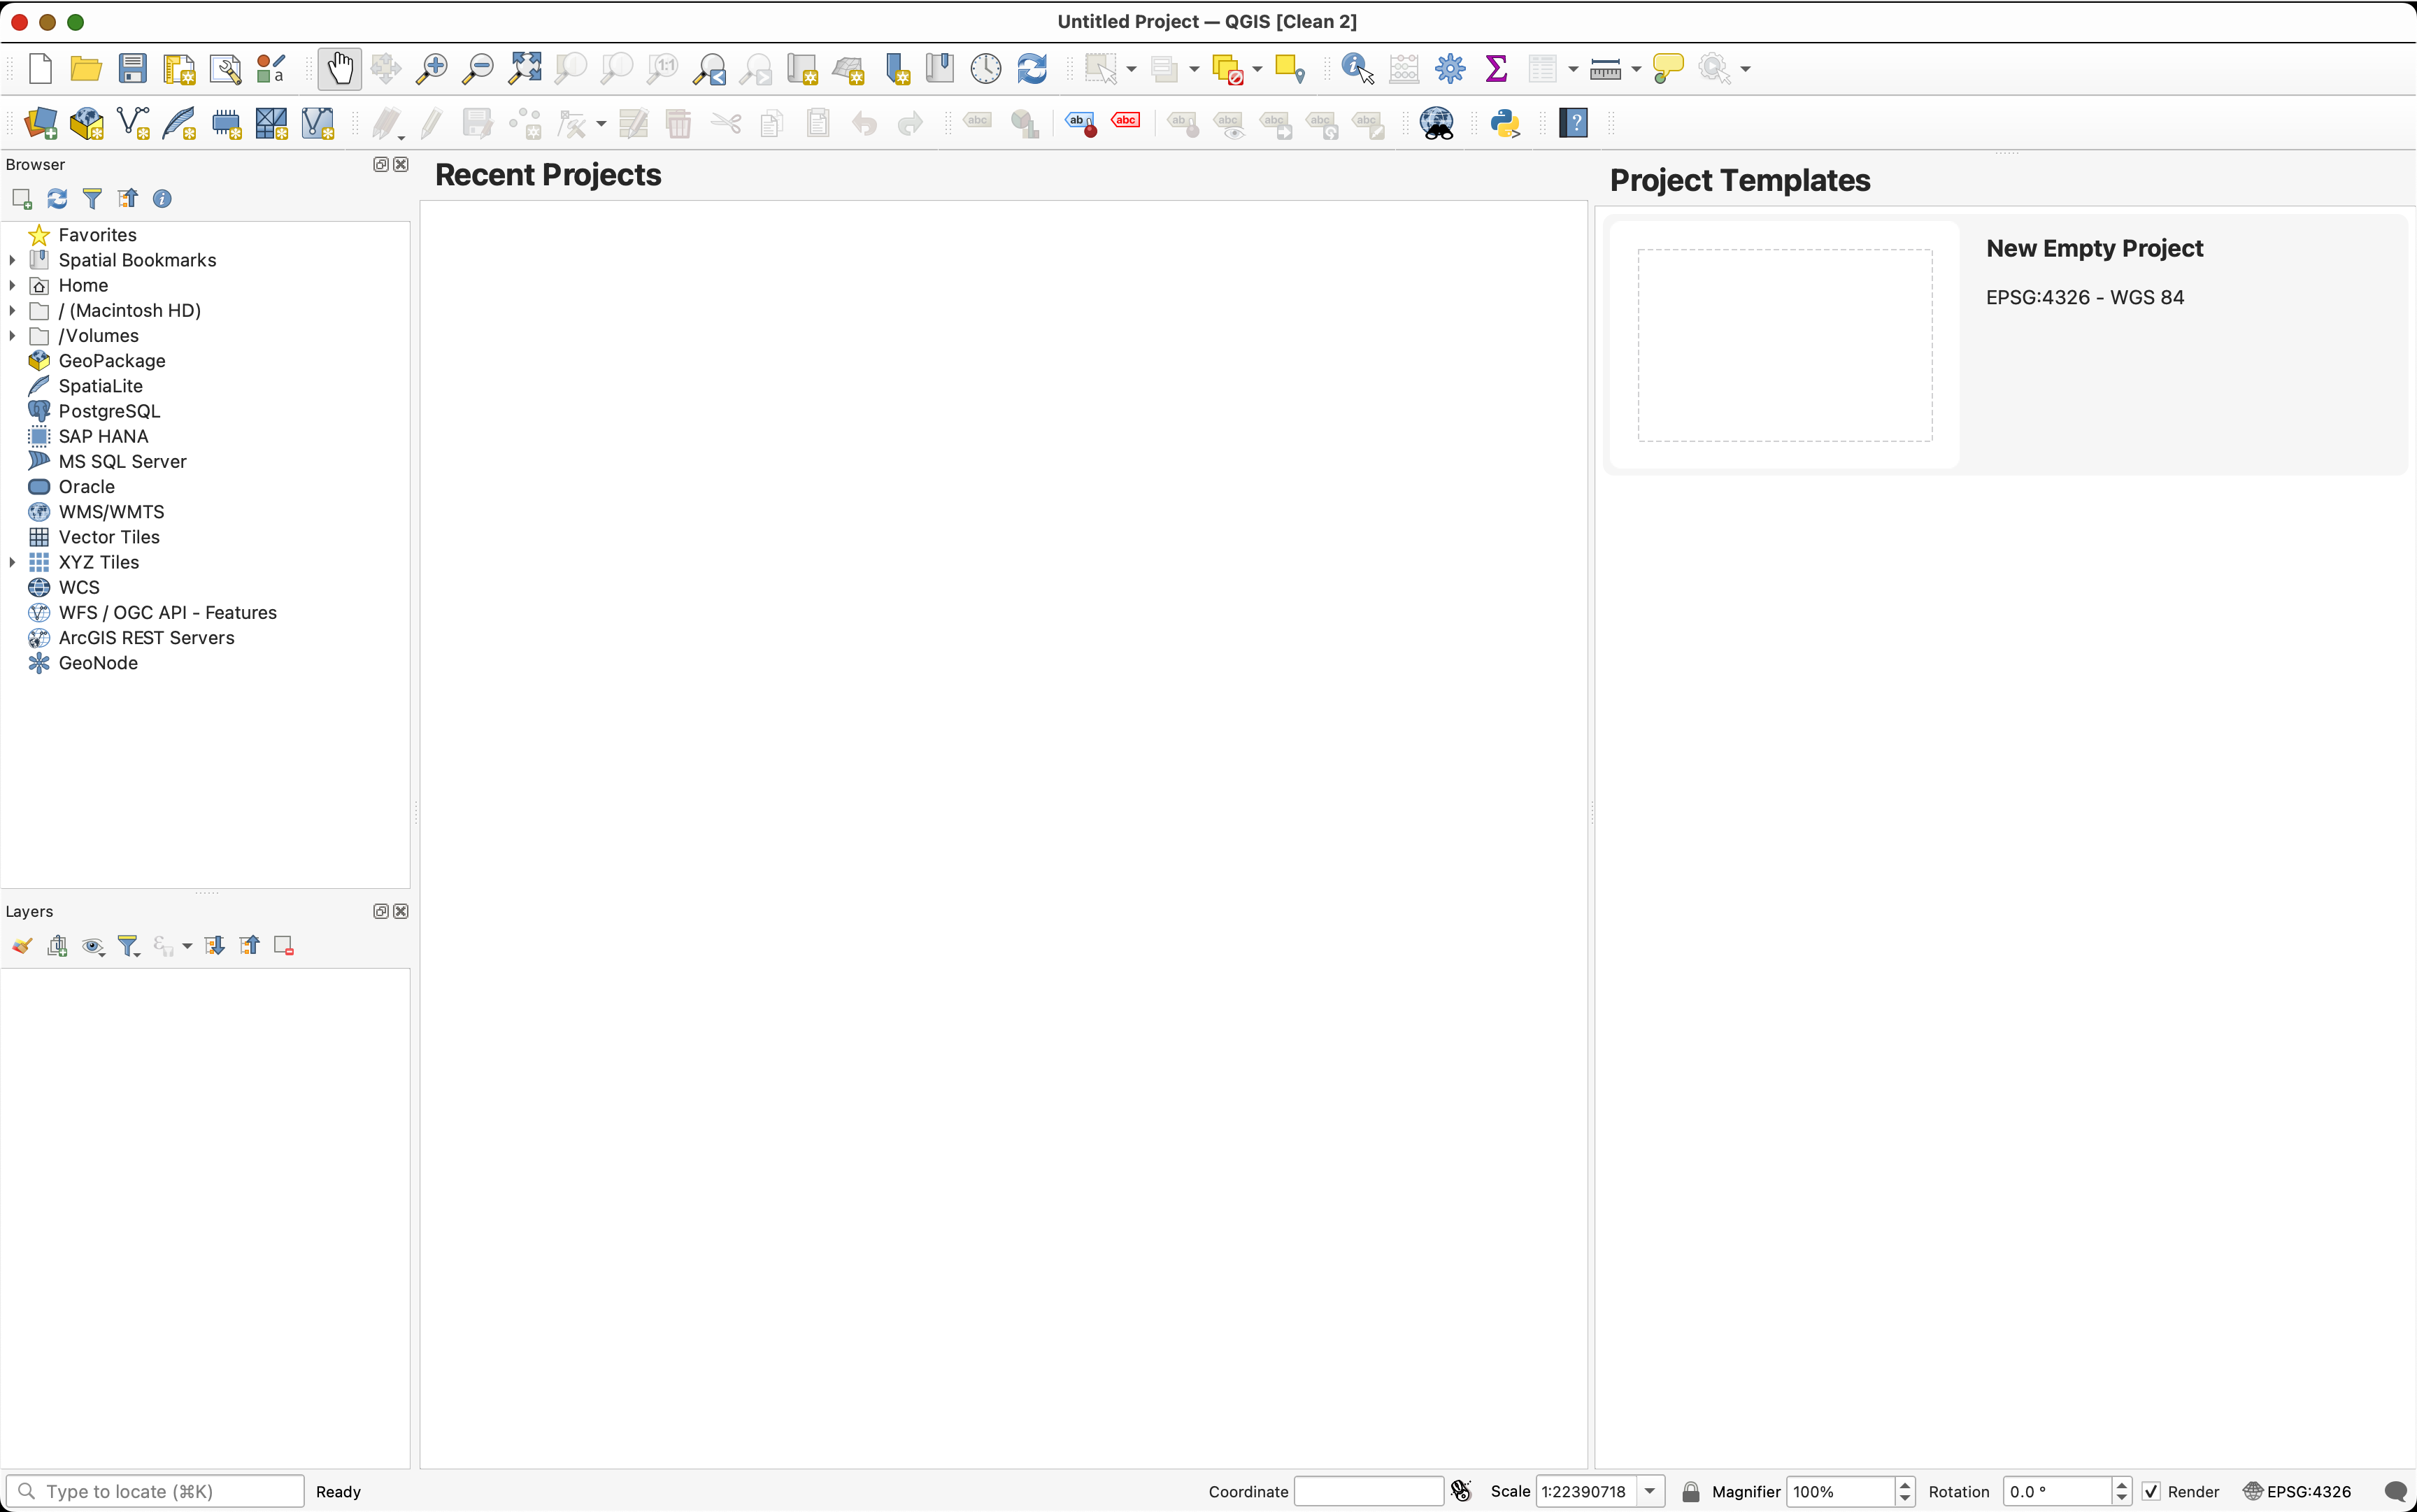 Untitled Project — QGIS [Clean 2]
Browser
Favorites
Spatial Bookmarks
Home
/ (Macintosh HD)
/Volumes
GeoPackage
SpatiaLite
PostgreSQL
SAP HANA
MS SQL Server
Oracle
WMS/WMTS
Vector Tiles
XYZ Tiles
WCS
WFS / OGC API - Features
ArcGIS REST Servers
GeoNode
Layers
Recent Projects
Project Templates
New Empty Project
EPSG:4326 - WGS 84
Type to locate (⌘K)
Ready
Coordinate
Scale 1:22390718
Magnifier 100%
Rotation 0.0 °
Render
EPSG:4326